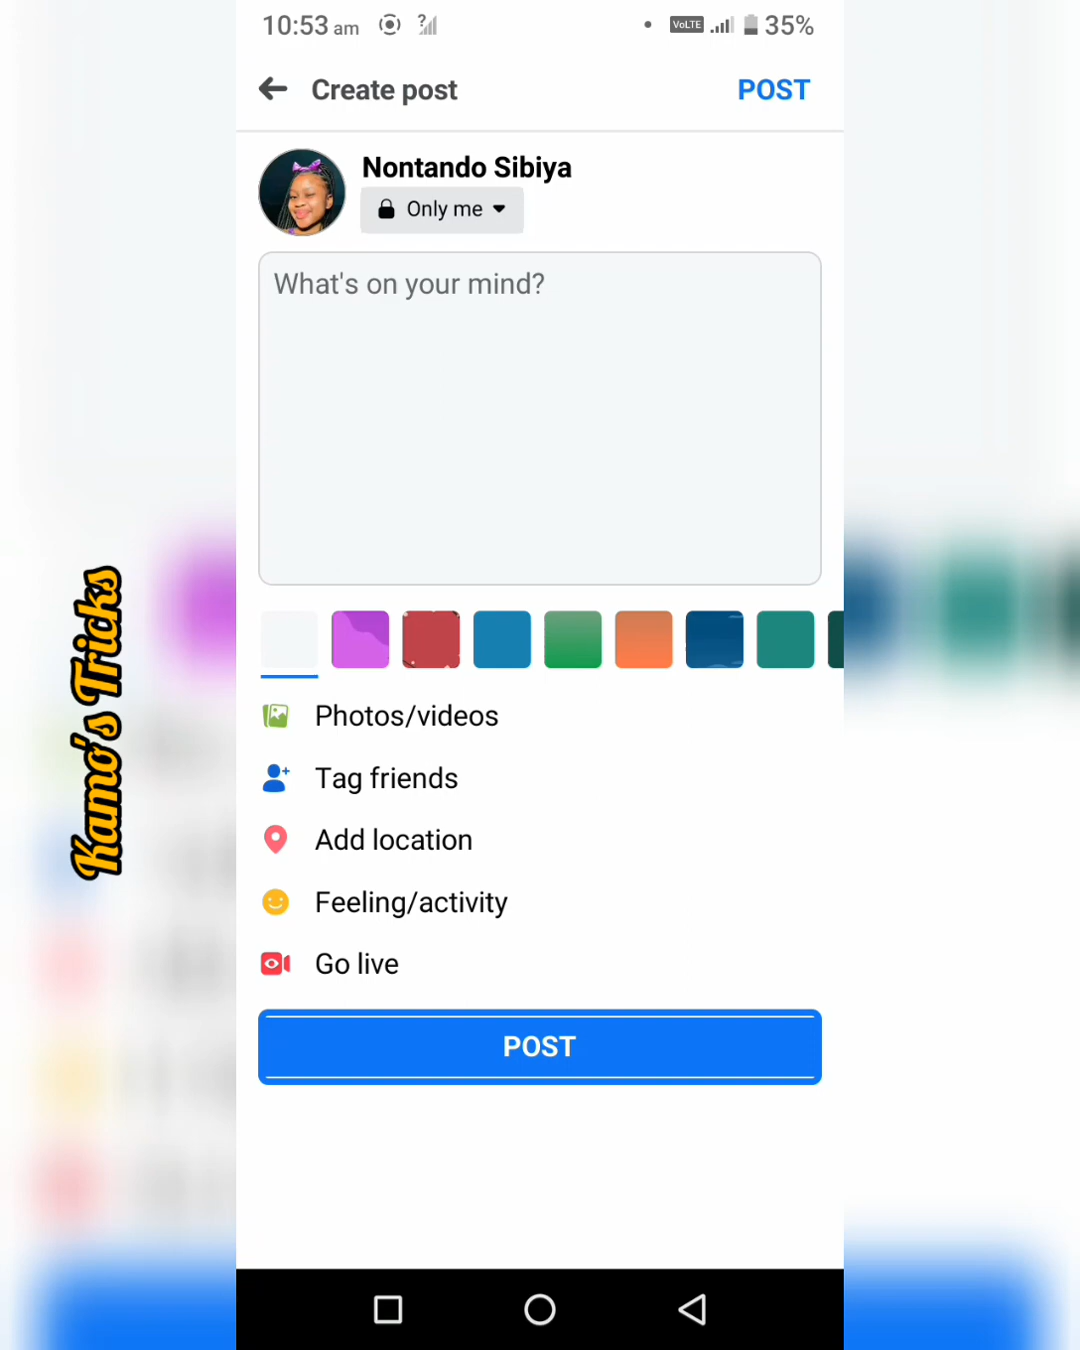 10:53 am ? VoLTE 35%
Create post POST
Nontando Sibiya
Only me
What's on your mind?
Photos/videos
Tag friends
Add location
Feeling/activity
Go live
POST
Kamo's Tricks